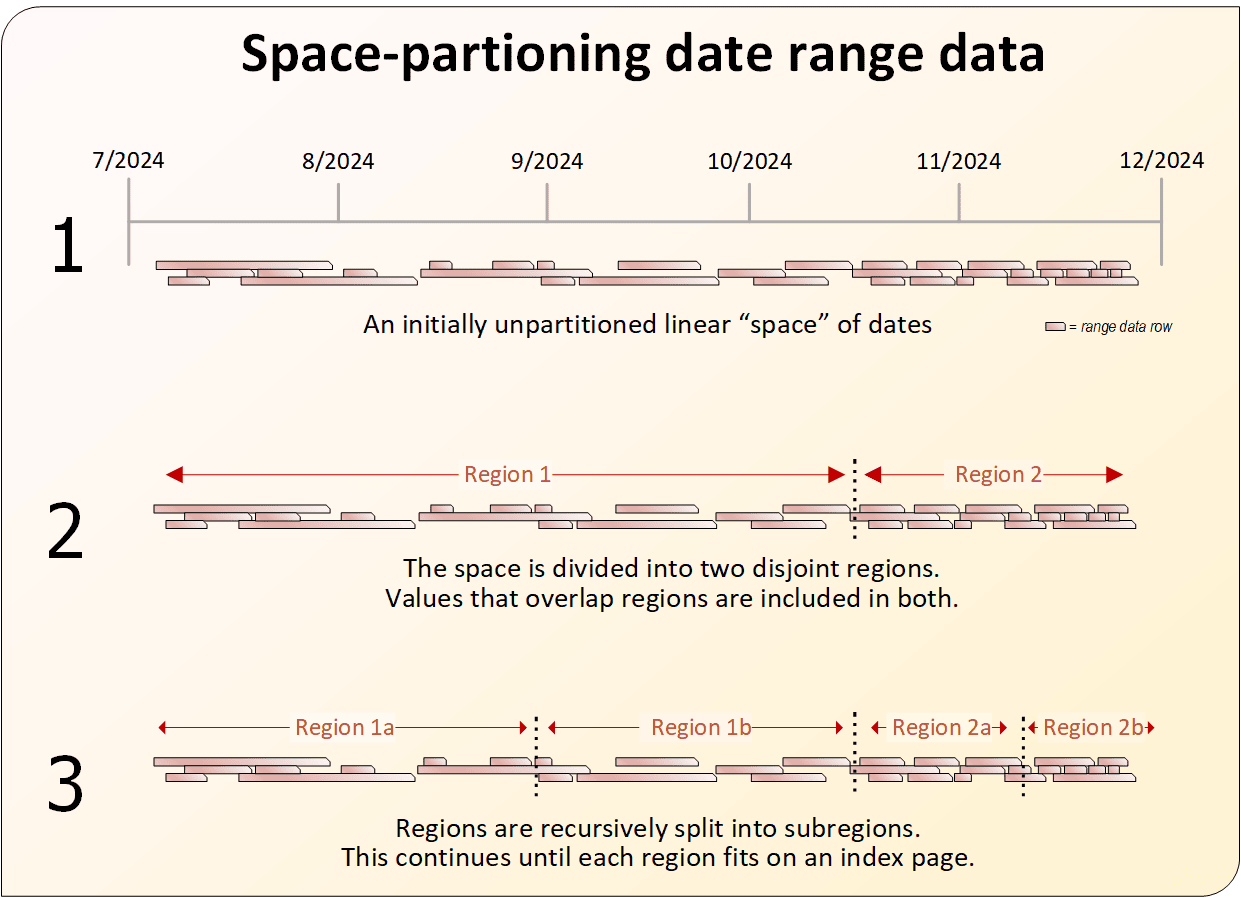 Space-partioning date range data
7/2024 8/2024 9/2024 10/2024 11/2024 12/2024
1
An initially unpartitioned linear “space” of dates
= range data row
Region 1 Region 2
2
The space is divided into two disjoint regions.
Values that overlap regions are included in both.
Region 1a Region 1b Region 2a Region 2b
3
Regions are recursively split into subregions.
This continues until each region fits on an index page.